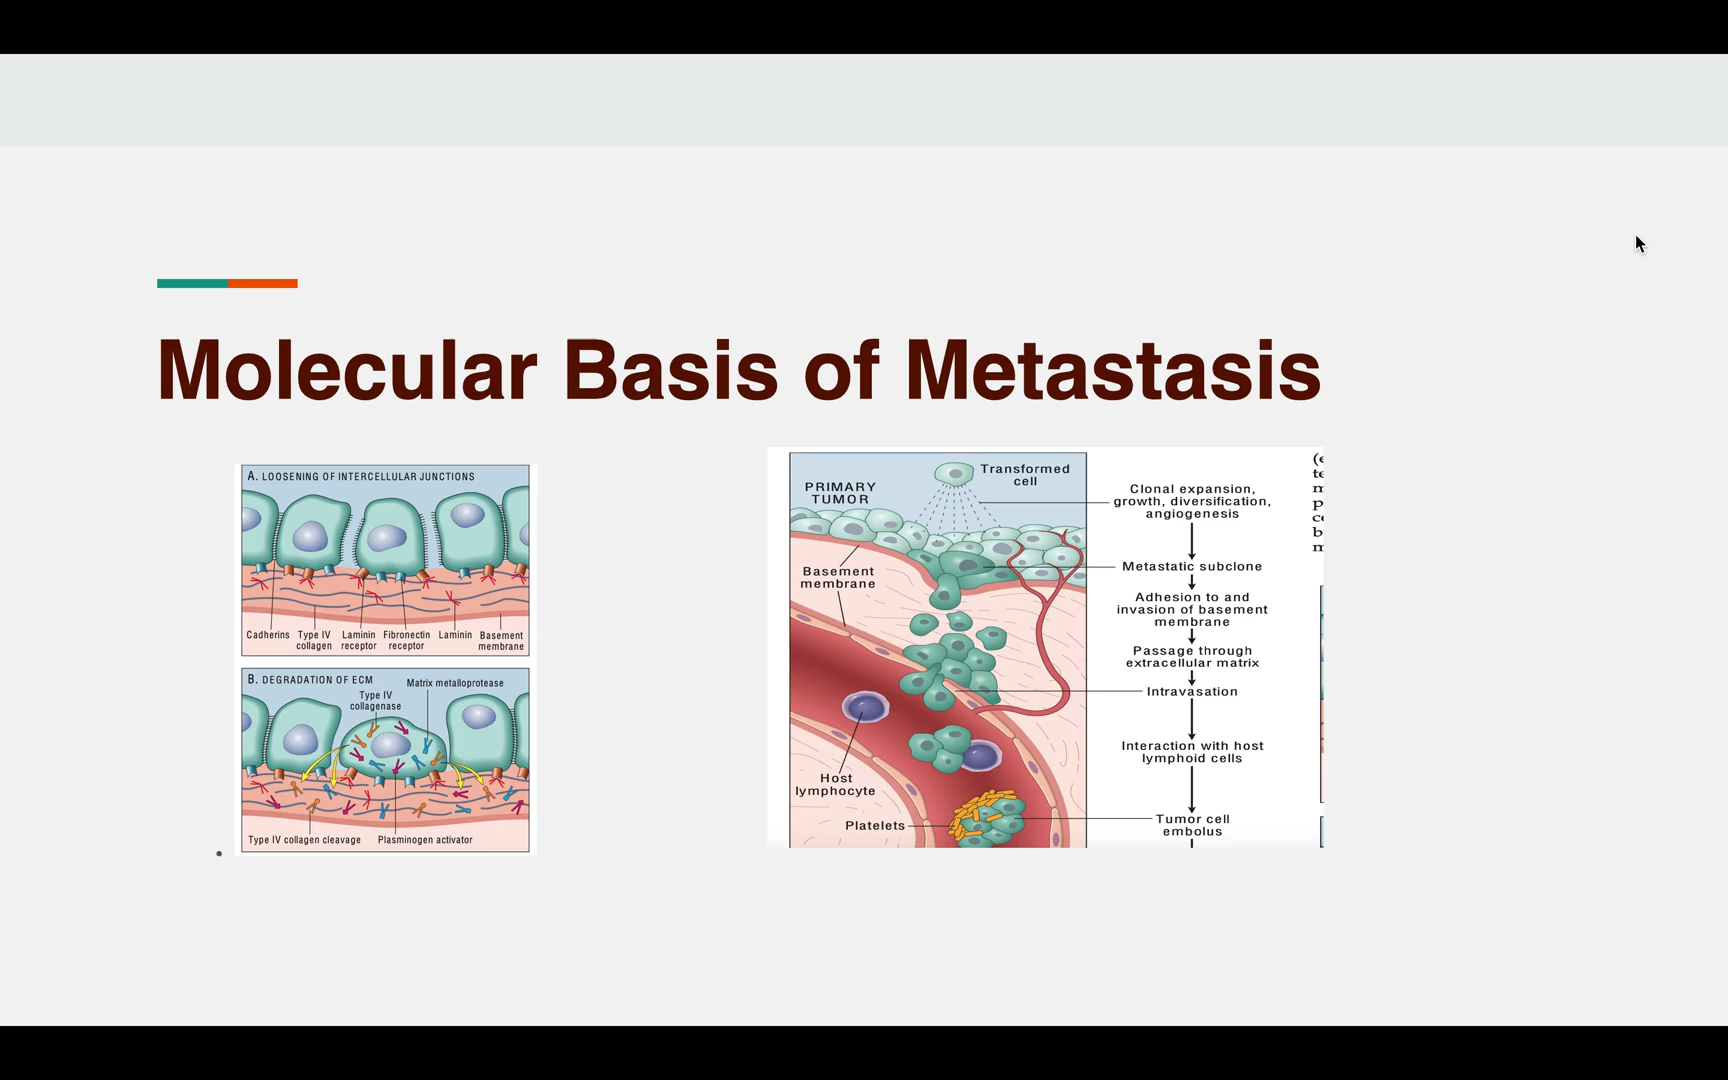 Molecular Basis of Metastasis
A. LOOSENING OF INTERCELLULAR JUNCTIONS
Cadherins
Type IV
collagen
Laminin
receptor
Fibronectin
receptor
Laminin
Basement
membrane
B. DEGRADATION OF ECM
Matrix metalloprotease
Type IV
collagenase
Type IV collagen cleavage
Plasminogen activator
PRIMARY
TUMOR
Transformed
cell
Basement
membrane
Host
lymphocyte
Platelets
Clonal expansion,
growth, diversification,
angiogenesis
Metastatic subclone
Adhesion to and
invasion of basement
membrane
Passage through
extracellular matrix
Intravasation
Interaction with host
lymphoid cells
Tumor cell
embolus